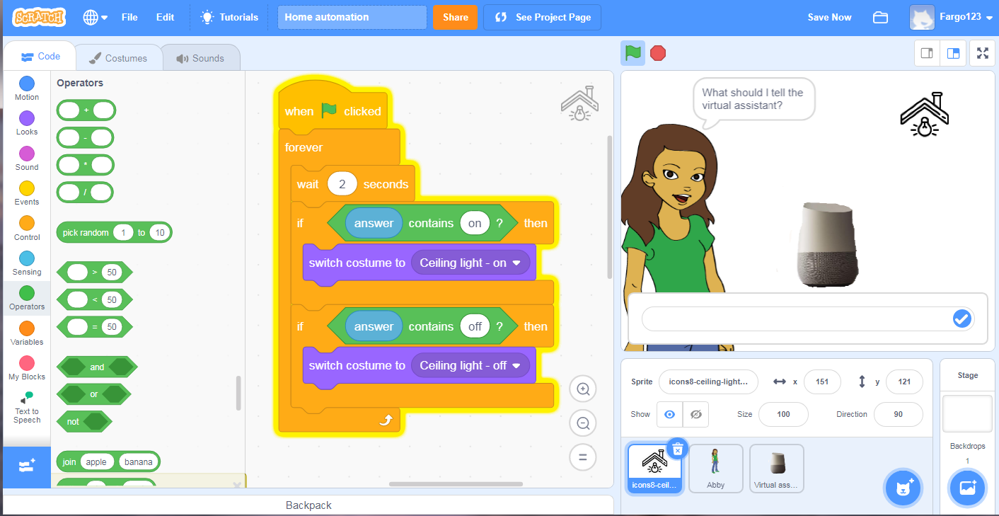 SCRATCH
File
Edit
Tutorials
Home automation
Share
See Project Page
Save Now
Fargo123
Code
Costumes
Sounds
Motion
Looks
Sound
Events
Control
Sensing
Operators
Variables
My Blocks
Text to
Speech
Operators
+
-
*
/
pick random 1 to 10
> 50
< 50
= 50
and
or
not
join apple banana
when clicked
forever
wait 2 seconds
if answer contains on ? then
switch costume to Ceiling light - on
if answer contains off ? then
switch costume to Ceiling light - off
=
Backpack
What should I tell the
virtual assistant?
Sprite icons8-ceiling-light... x 151 y 121
Show Size 100 Direction 90
icons8-ceil...
Abby
Virtual ass...
Stage
Backdrops
1